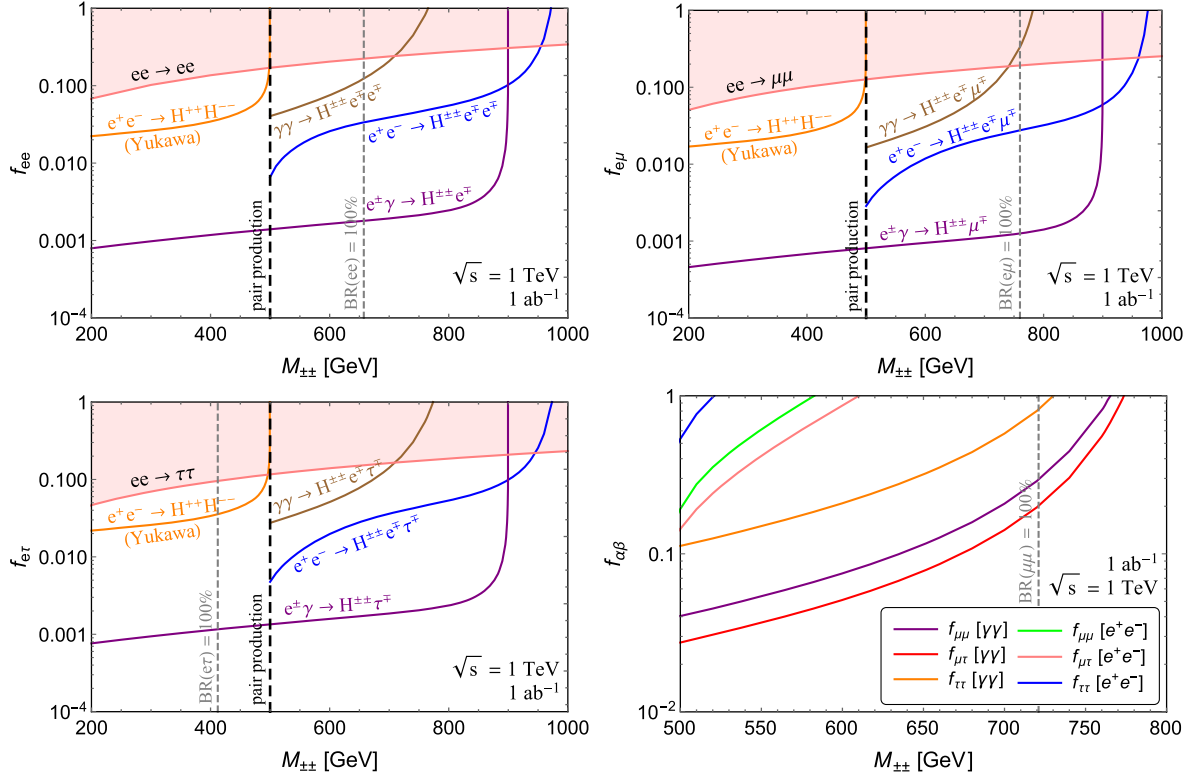 1
0.100
0.010
0.001
10⁻⁴
f_ee
ee → ee
e⁺e⁻ → H⁺⁺H⁻⁻
(Yukawa)
γγ → H^±± e^∓ e^∓
e⁺e⁻ → H^±± e^∓ e^∓
e^± γ → H^±± e^∓
pair production
BR(ee) = 100%
√s = 1 TeV
1 ab⁻¹
200 400 600 800 1000
M_±± [GeV]
1
0.100
0.010
0.001
10⁻⁴
f_eμ
ee → μμ
e⁺e⁻ → H⁺⁺H⁻⁻
(Yukawa)
γγ → H^±± e^∓ μ^∓
e⁺e⁻ → H^±± e^∓ μ^∓
e^± γ → H^±± μ^∓
pair production
BR(eμ) = 100%
√s = 1 TeV
1 ab⁻¹
200 400 600 800 1000
M_±± [GeV]
1
0.100
0.010
0.001
10⁻⁴
f_eτ
ee → ττ
e⁺e⁻ → H⁺⁺H⁻⁻
(Yukawa)
γγ → H^±± e^∓ τ^∓
e⁺e⁻ → H^±± e^∓ τ^∓
e^± γ → H^±± τ^∓
BR(eτ) = 100%
pair production
√s = 1 TeV
1 ab⁻¹
200 400 600 800 1000
M_±± [GeV]
1
0.1
10⁻²
f_αβ
BR(μμ) = 100%
1 ab⁻¹
√s = 1 TeV
f_μμ [γγ] f_μμ [e⁺e⁻]
f_μτ [γγ] f_μτ [e⁺e⁻]
f_ττ [γγ] f_ττ [e⁺e⁻]
500 550 600 650 700 750 800
M_±± [GeV]